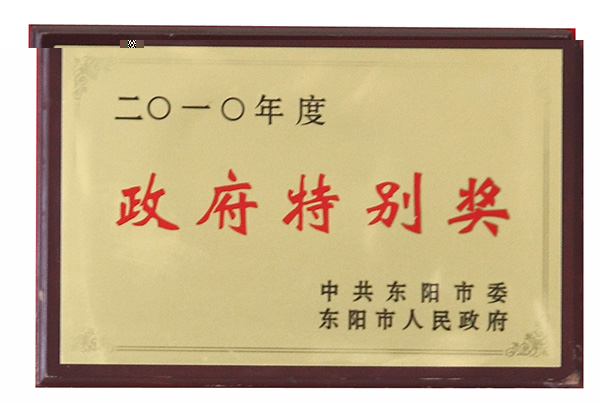 二〇一〇年度
政府特别奖
中共东阳市委
东阳市人民政府